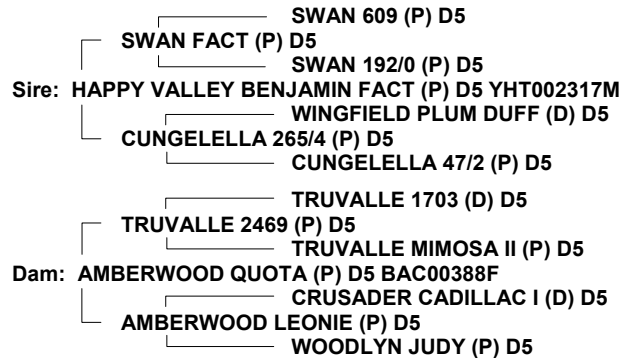 SWAN 609 (P) D5
SWAN FACT (P) D5
SWAN 192/0 (P) D5
Sire: HAPPY VALLEY BENJAMIN FACT (P) D5 YHT002317M
WINGFIELD PLUM DUFF (D) D5
CUNGELELLA 265/4 (P) D5
CUNGELELLA 47/2 (P) D5
TRUVALLE 1703 (D) D5
TRUVALLE 2469 (P) D5
TRUVALLE MIMOSA II (P) D5
Dam: AMBERWOOD QUOTA (P) D5 BAC00388F
CRUSADER CADILLAC I (D) D5
AMBERWOOD LEONIE (P) D5
WOODLYN JUDY (P) D5